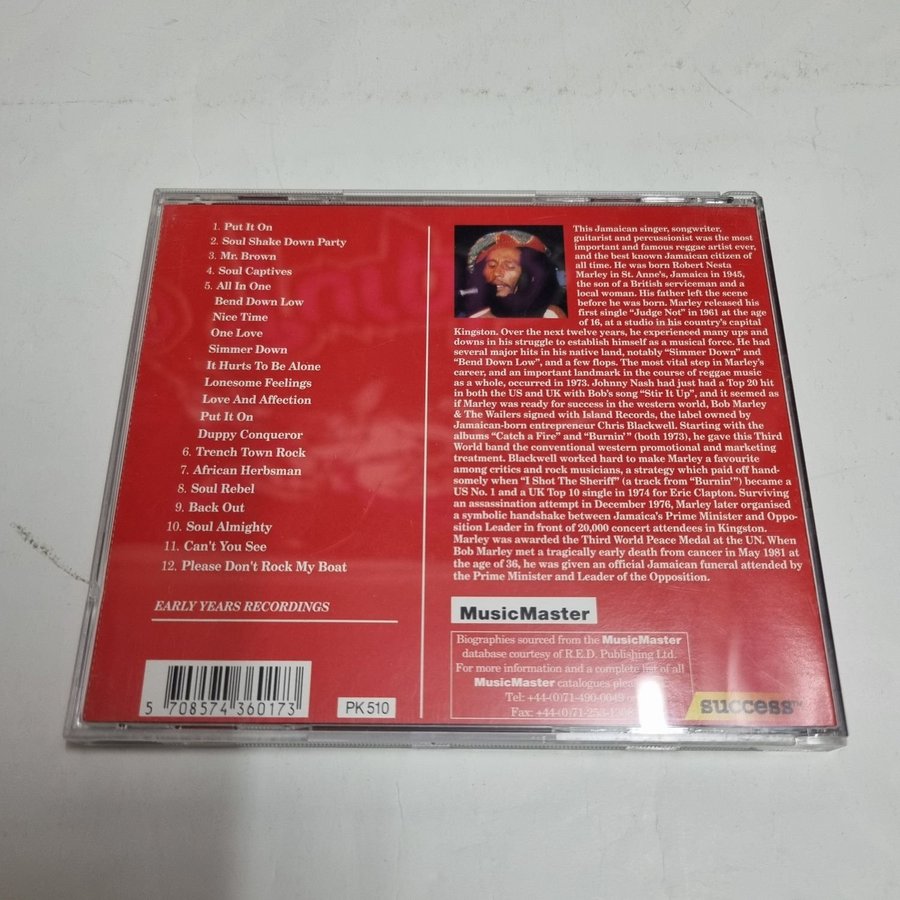 1. Put It On
2. Soul Shake Down Party
3. Mr. Brown
4. Soul Captives
5. All In One
Bend Down Low
Nice Time
One Love
Simmer Down
It Hurts To Be Alone
Lonesome Feelings
Love And Affection
Put It On
Duppy Conqueror
6. Trench Town Rock
7. African Herbsman
8. Soul Rebel
9. Back Out
10. Soul Almighty
11. Can't You See
12. Please Don't Rock My Boat
EARLY YEARS RECORDINGS
5 708574 360173
PK 510
This Jamaican singer, songwriter,
guitarist and percussionist was the most
important and famous reggae artist ever,
and the best known Jamaican citizen of
all time. He was born Robert Nesta
Marley in St. Anne's, Jamaica in 1945,
the son of a British serviceman and a
local woman. His father left the scene
before he was born. Marley released his
first single “Judge Not” in 1961 at the age
of 16, at a studio in his country's capital
Kingston. Over the next twelve years, he experienced many ups and
downs in his struggle to establish himself as a musical force. He had
several major hits in his native land, notably “Simmer Down” and
“Bend Down Low”, and a few flops. The most vital step in Marley's
career, and an important landmark in the course of reggae music
as a whole, occurred in 1973. Johnny Nash had just had a Top 20 hit
in both the US and UK with Bob's song “Stir It Up”, and it seemed as
if Marley was ready for success in the western world, Bob Marley
& The Wailers signed with Island Records, the label owned by
Jamaican-born entrepreneur Chris Blackwell. Starting with the
albums “Catch a Fire” and “Burnin'” (both 1973), he gave this Third
World band the conventional western promotional and marketing
treatment. Blackwell worked hard to make Marley a favourite
among critics and rock musicians, a strategy which paid off hand-
somely when “I Shot The Sheriff” (a track from “Burnin'”) became a
US No. 1 and a UK Top 10 single in 1974 for Eric Clapton. Surviving
an assassination attempt in December 1976, Marley later organised
a symbolic handshake between Jamaica's Prime Minister and Oppo-
sition Leader in front of 20,000 concert attendees in Kingston.
Marley was awarded the Third World Peace Medal at the UN. When
Bob Marley met a tragically early death from cancer in May 1981 at
the age of 36, he was given an official Jamaican funeral attended by
the Prime Minister and Leader of the Opposition.
MusicMaster
Biographies sourced from the MusicMaster
database courtesy of R.E.D. Publishing Ltd.
For more information and a complete list of all
MusicMaster catalogues please
Tel: +44-(0)71-490-0049
Fax: +44-(0)71-253
success™